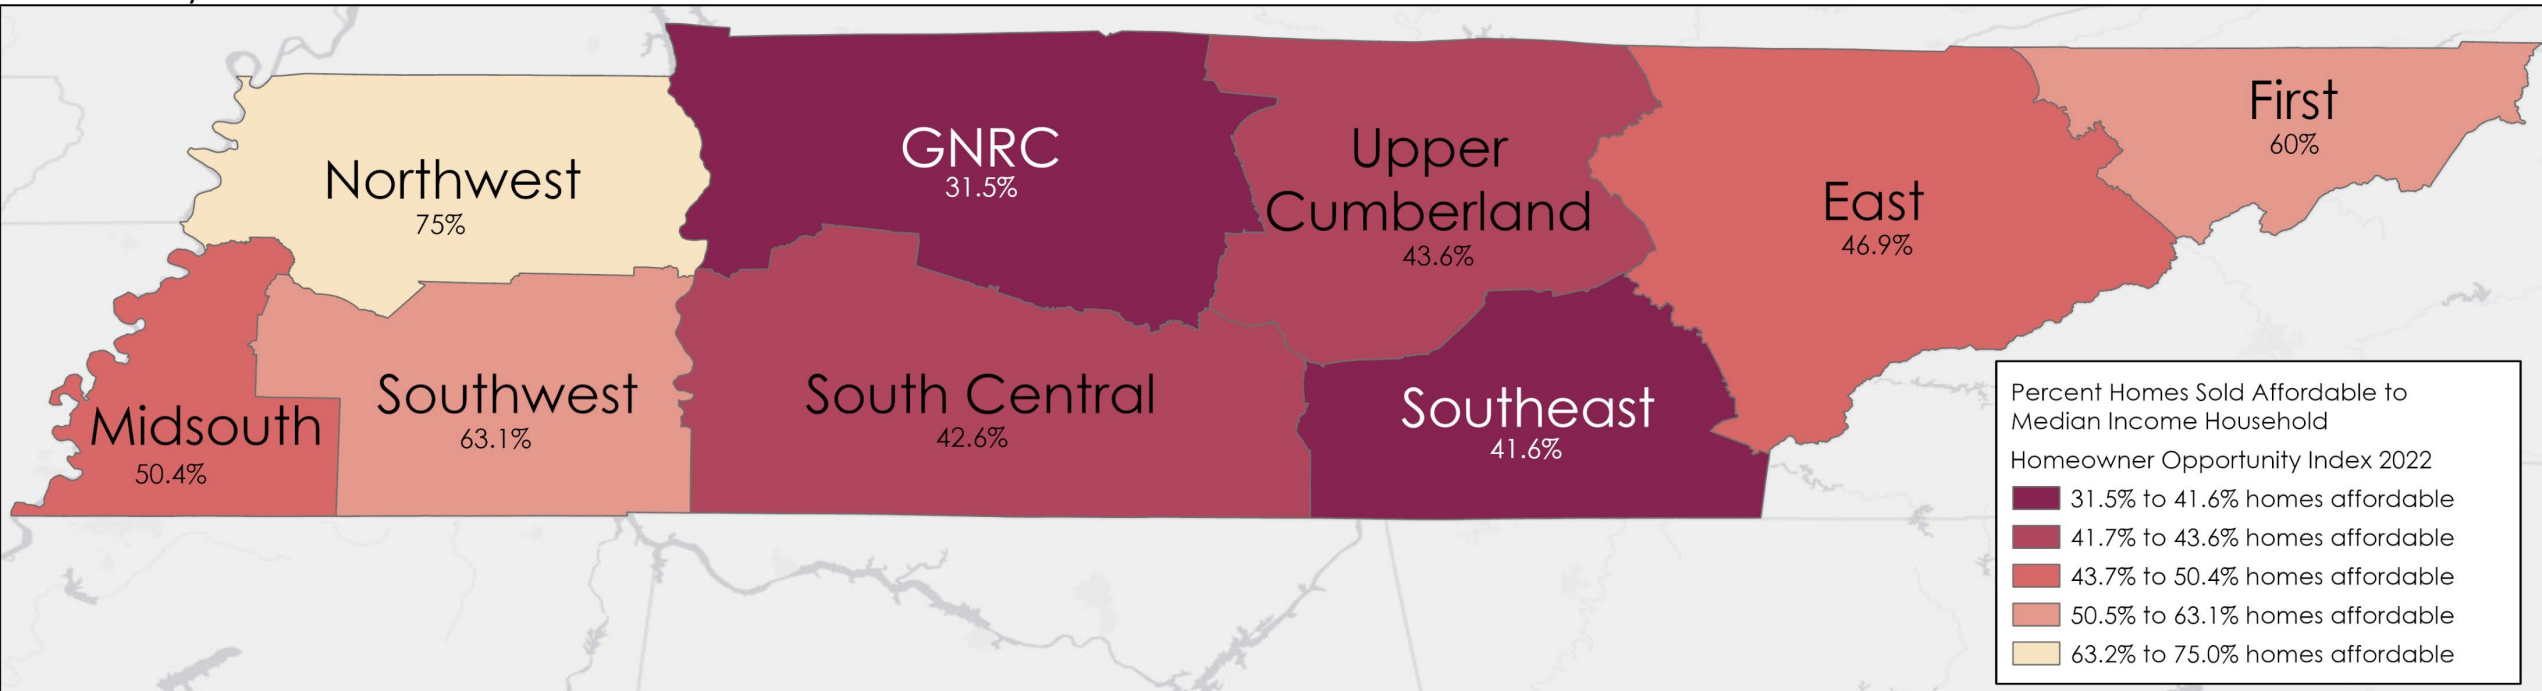 Northwest
75%
GNRC
31.5%
Upper
Cumberland
43.6%
East
46.9%
First
60%
Midsouth
50.4%
Southwest
63.1%
South Central
42.6%
Southeast
41.6%
Percent Homes Sold Affordable to
Median Income Household
Homeowner Opportunity Index 2022
31.5% to 41.6% homes affordable
41.7% to 43.6% homes affordable
43.7% to 50.4% homes affordable
50.5% to 63.1% homes affordable
63.2% to 75.0% homes affordable